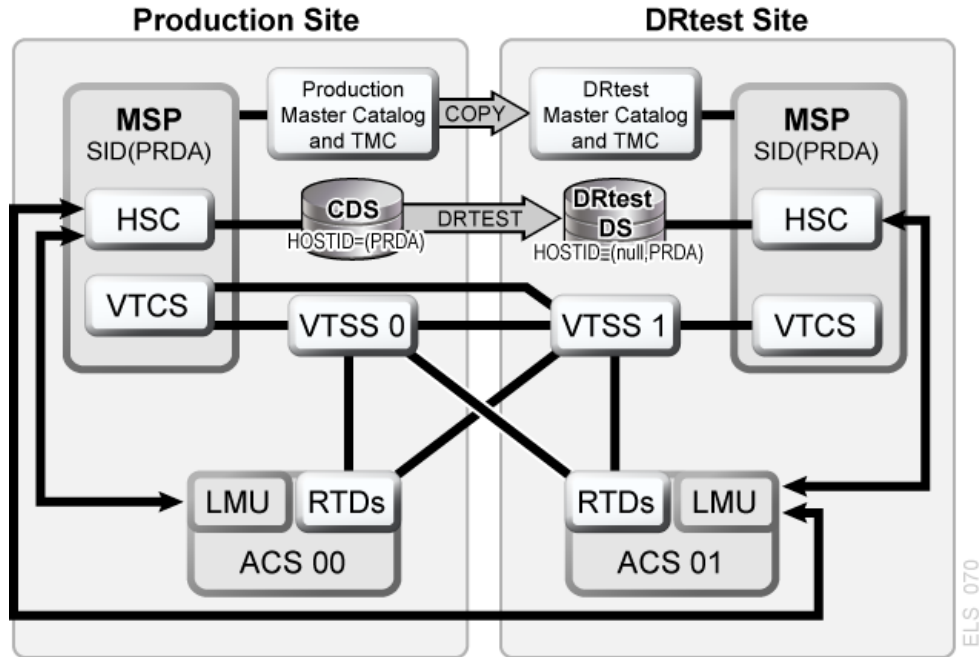 Production Site
DRtest Site
MSP
SID(PRDA)
Production
Master Catalog
and TMC
COPY
DRtest
Master Catalog
and TMC
MSP
SID(PRDA)
HSC
CDS
HOSTID=(PRDA)
DRTEST
DRtest
DS
HOSTID≡(null,PRDA)
HSC
VTCS
VTSS 0
VTSS 1
VTCS
LMU
RTDs
ACS 00
RTDs
LMU
ACS 01
ELS_070